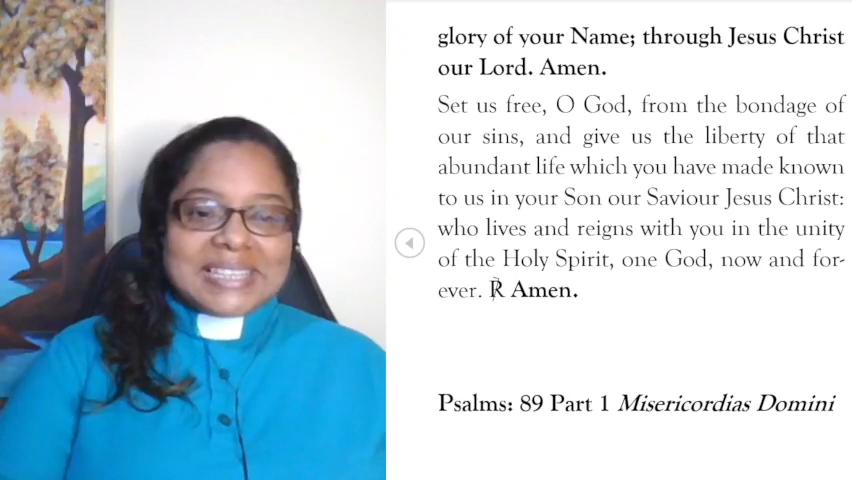 glory of your Name; through Jesus Christ
our Lord. Amen.
Set us free, O God, from the bondage of
our sins, and give us the liberty of that
abundant life which you have made known
to us in your Son our Saviour Jesus Christ:
who lives and reigns with you in the unity
of the Holy Spirit, one God, now and for-
ever. ℟ Amen.
Psalms: 89 Part 1 Misericordias Domini